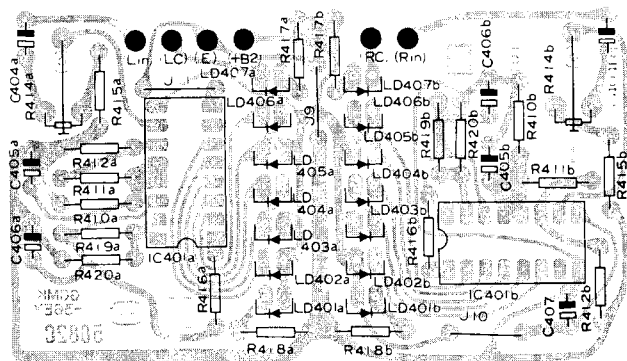 (Lin) (LC) (E) (+B2)
RC. (Rin)
C404a
R414a
R415a
J
LD407a
R417a
R417b
J9
LD406a
LD407b
LD406b
LD405b
LD404b
LD403b
LD402b
LD401b
LD
405a
LD
404a
LD
403a
LD402a
LD401a
C406b
R414b
R410b
R419b
R420b
C405b
R411b
R415b
C405a
R412a
R411a
R410a
R419a
R420a
C406a
IC401a
R416a
R416b
IC401b
J10
C407
R412b
R418a
R418b